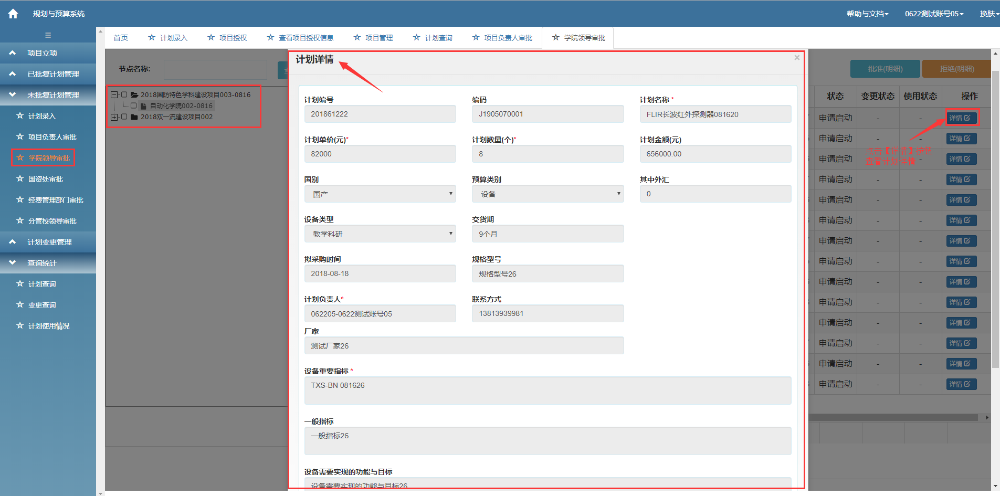 规划与预算系统
帮助与文档
0622测试账号05
换肤
项目立项
已批复计划管理
未批复计划管理
计划录入
项目负责人审批
学院领导审批
国资处审批
经费管理部门审批
分管校领导审批
计划变更管理
查询统计
计划查询
变更查询
计划使用情况
首页
计划录入
项目授权
查看项目授权信息
项目管理
计划查询
项目负责人审批
学院领导审批
节点名称:
2018国防特色学科建设项目003-0816
自动化学院002-0816
2018双一流建设项目002
计划详情
×
计划编号
编码
计划名称 *
201861222
J1905070001
FLIR长波红外探测器081620
计划单价(元)*
计划数量(个)*
计划金额(元)
82000
8
656000.00
国别
预算类别
其中外汇
国产
设备
0
设备类型
交货期
教学科研
9个月
拟采购时间
规格型号
2018-08-18
规格型号26
计划负责人*
联系方式
062205-0622测试账号05
13813939981
厂家
测试厂家26
设备重要指标 *
TXS-BN 081626
一般指标
一般指标26
设备需要实现的功能与目标
设备需要实现的功能与目标26
批准(明细)
拒绝(明细)
状态
变更状态
使用状态
操作
申请启动 - - 详情
申请启动 - - 详情
申请启动 - 详情
申请启动 - - 详情
申请启动 - - 详情
申请启动 - - 详情
申请启动 - - 详情
申请启动 - - 详情
申请启动 - - 详情
申请启动 - - 详情
申请启动 - - 详情
申请启动 - - 详情
申请启动 - - 详情
申请启动 - - 详情
点击【详情】按钮
查看计划详情